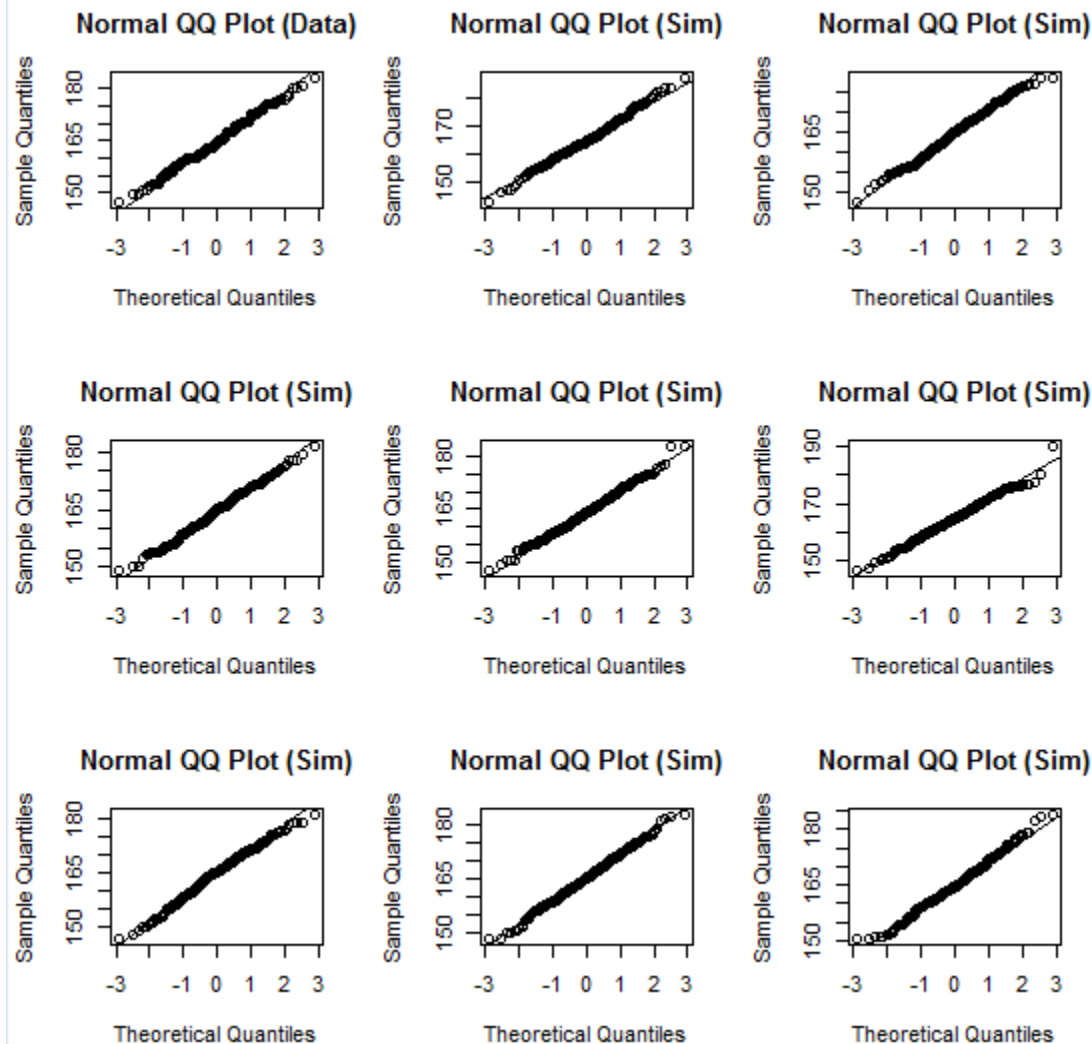 Normal QQ Plot (Data)
Sample Quantiles
150 165 180
-3 -1 0 1 2 3
Theoretical Quantiles
Normal QQ Plot (Sim)
Sample Quantiles
150 170
-3 -1 0 1 2 3
Theoretical Quantiles
Normal QQ Plot (Sim)
Sample Quantiles
150 165
-3 -1 0 1 2 3
Theoretical Quantiles
Normal QQ Plot (Sim)
Sample Quantiles
150 165 180
-3 -1 0 1 2 3
Theoretical Quantiles
Normal QQ Plot (Sim)
Sample Quantiles
150 165 180
-3 -1 0 1 2 3
Theoretical Quantiles
Normal QQ Plot (Sim)
Sample Quantiles
150 170 190
-3 -1 0 1 2 3
Theoretical Quantiles
Normal QQ Plot (Sim)
Sample Quantiles
150 165 180
-3 -1 0 1 2 3
Theoretical Quantiles
Normal QQ Plot (Sim)
Sample Quantiles
150 165 180
-3 -1 0 1 2 3
Theoretical Quantiles
Normal QQ Plot (Sim)
Sample Quantiles
150 165 180
-3 -1 0 1 2 3
Theoretical Quantiles